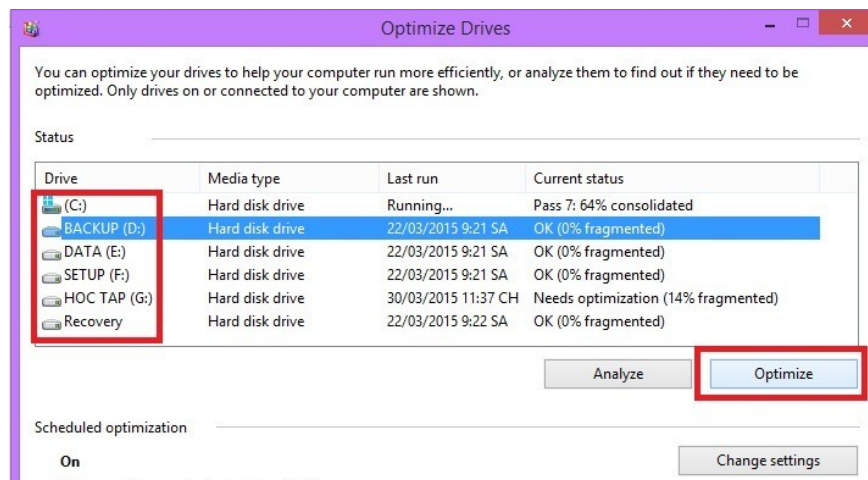 Optimize Drives
You can optimize your drives to help your computer run more efficiently, or analyze them to find out if they need to be
optimized. Only drives on or connected to your computer are shown.
Status
Drive Media type Last run Current status
(C:) Hard disk drive Running... Pass 7: 64% consolidated
BACKUP (D:) Hard disk drive 22/03/2015 9:21 SA OK (0% fragmented)
DATA (E:) Hard disk drive 22/03/2015 9:21 SA OK (0% fragmented)
SETUP (F:) Hard disk drive 22/03/2015 9:21 SA OK (0% fragmented)
HOC TAP (G:) Hard disk drive 30/03/2015 11:37 CH Needs optimization (14% fragmented)
Recovery Hard disk drive 22/03/2015 9:22 SA OK (0% fragmented)
Analyze Optimize
Scheduled optimization
On Change settings